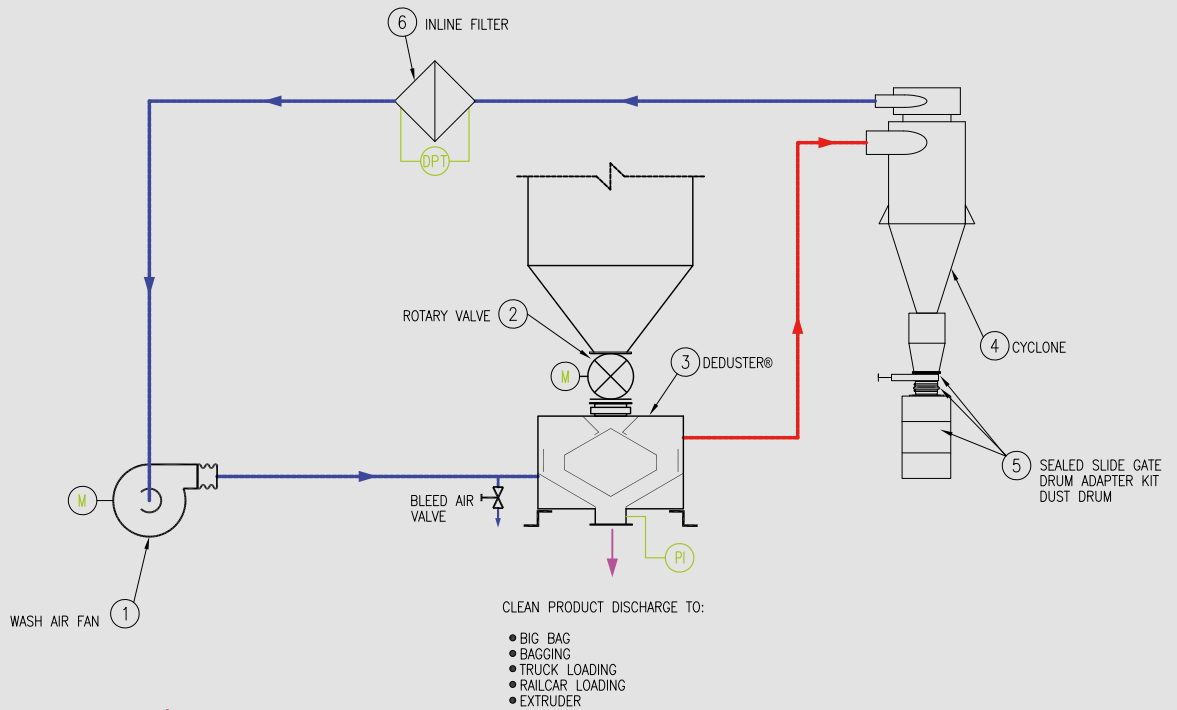 6 INLINE FILTER
DPT
ROTARY VALVE 2
M
3 DEDUSTER®
4 CYCLONE
5 SEALED SLIDE GATE
DRUM ADAPTER KIT
DUST DRUM
M
BLEED AIR
VALVE
PI
WASH AIR FAN 1
CLEAN PRODUCT DISCHARGE TO:
● BIG BAG
● BAGGING
● TRUCK LOADING
● RAILCAR LOADING
● EXTRUDER